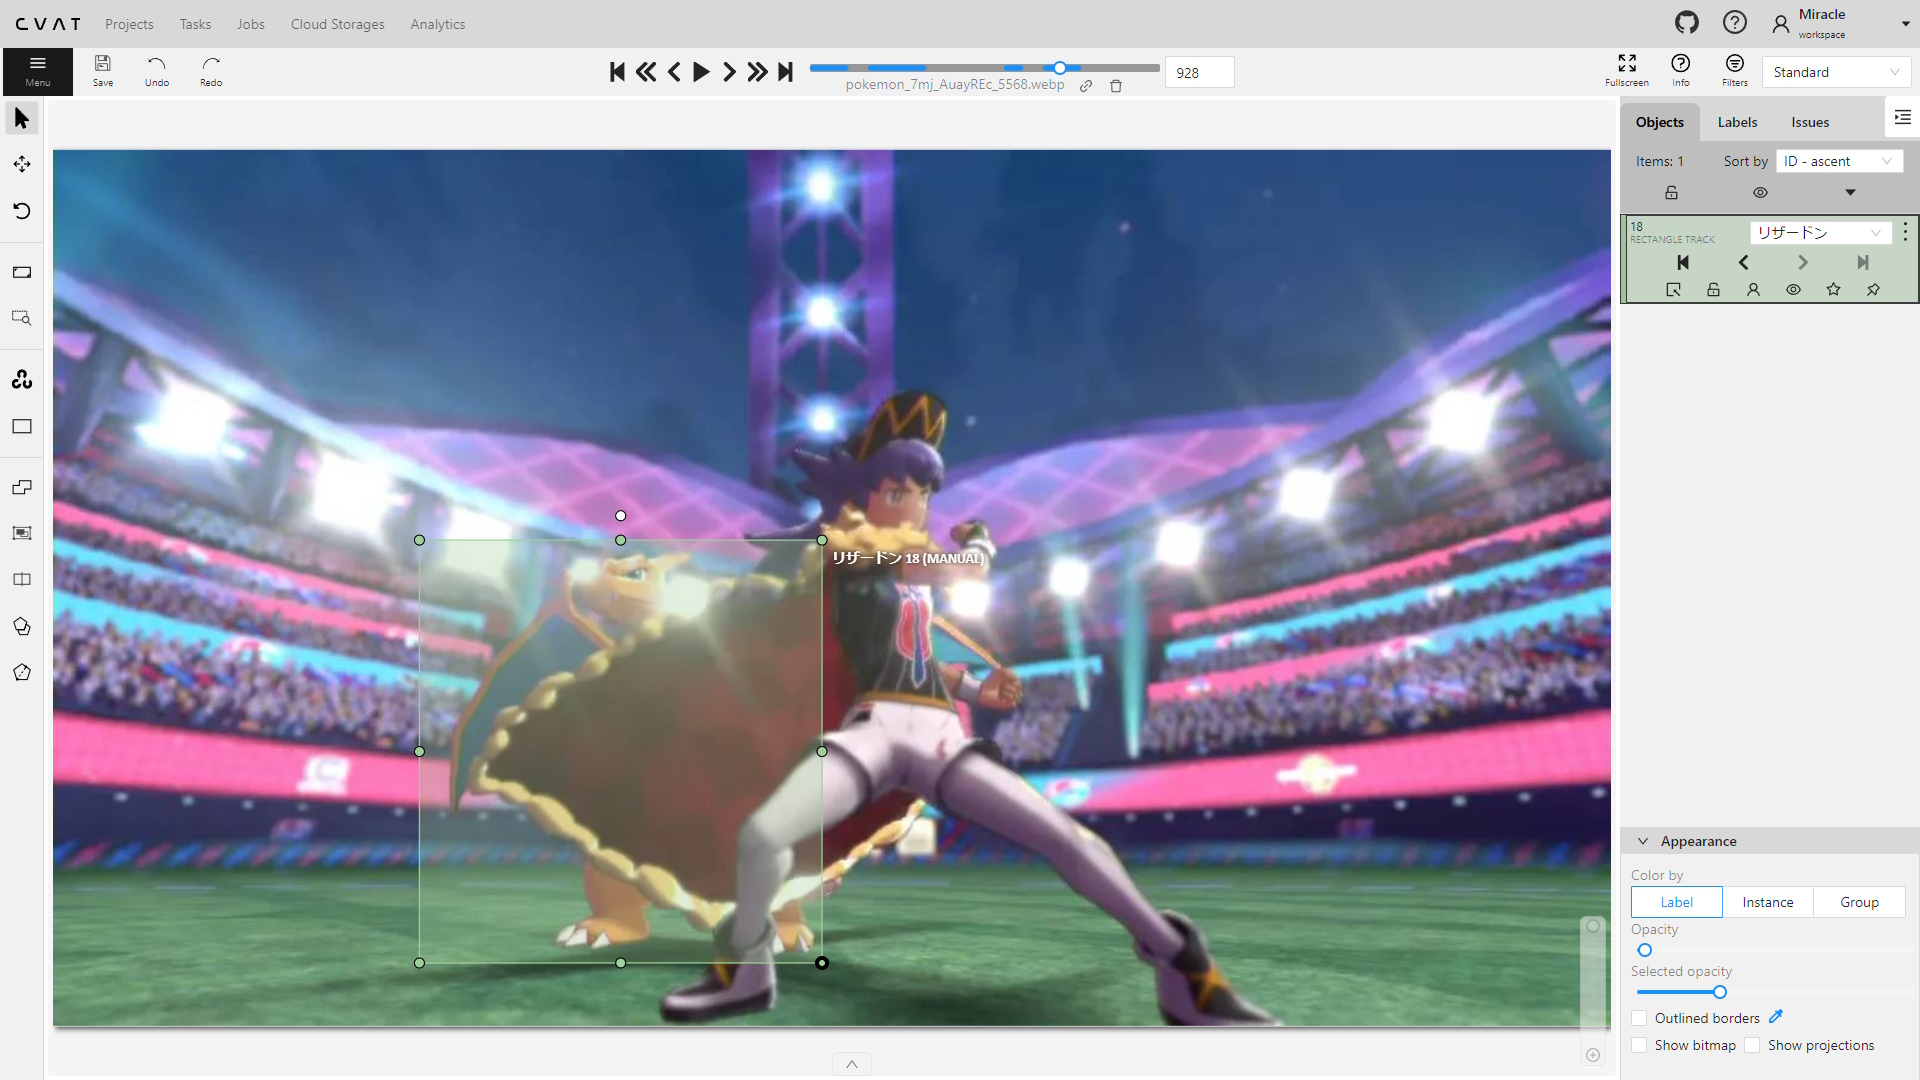 CVAT
Projects
Tasks
Jobs
Cloud Storages
Analytics
Miracle
workspace
Menu
Save
Undo
Redo
pokemon_7mj_AuayREc_5568.webp
928
Fullscreen
Info
Filters
Standard
Objects
Labels
Issues
Items: 1
Sort by
ID - ascent
18
RECTANGLE TRACK
リザードン
リザードン 18 (MANUAL)
Appearance
Color by
Label
Instance
Group
Opacity
Selected opacity
Outlined borders
Show bitmap
Show projections